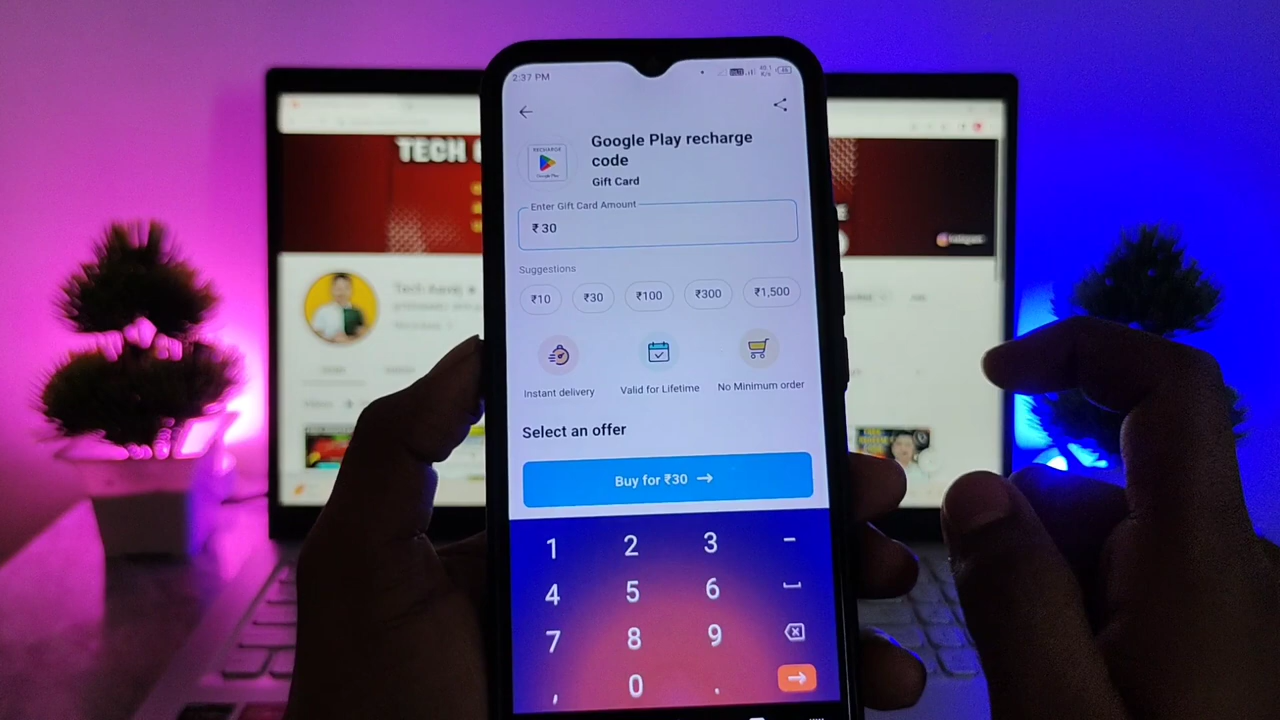 TECH
2:37 PM
Google Play recharge
code
Gift Card
RECHARGE
Google Play
Enter Gift Card Amount
₹ 30
Suggestions
₹10
₹30
₹100
₹300
₹1,500
Instant delivery
Valid for Lifetime
No Minimum order
Select an offer
Buy for ₹30 →
1 2 3 -
4 5 6
7 8 9
, 0 .